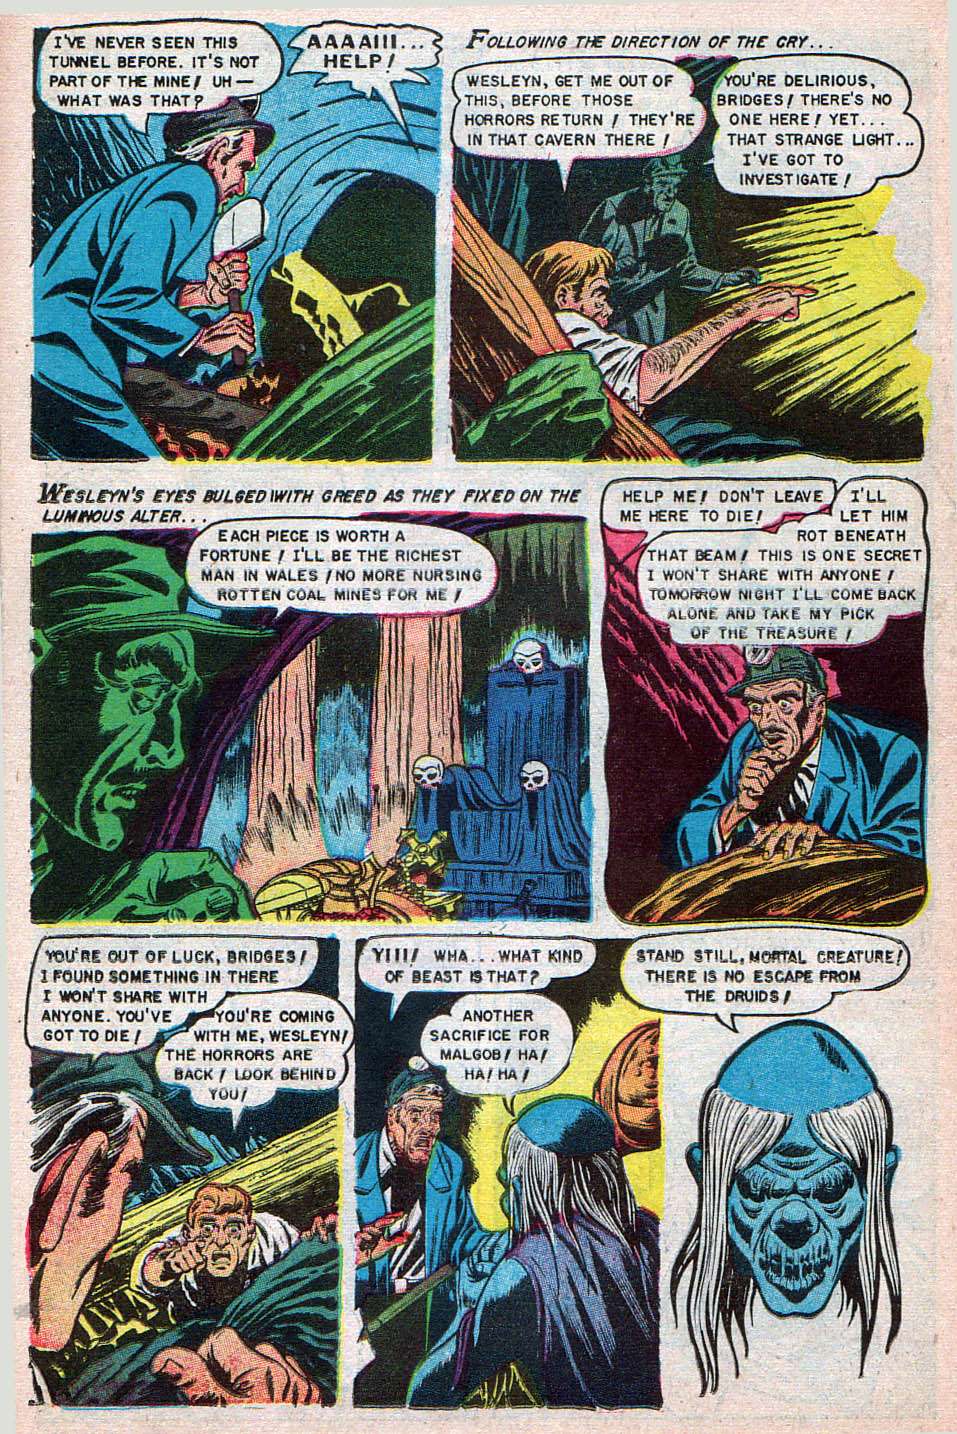 I'VE NEVER SEEN THIS
TUNNEL BEFORE. IT'S NOT
PART OF THE MINE! UH —
WHAT WAS THAT?
AAAAIII...
HELP!
FOLLOWING THE DIRECTION OF THE CRY...
WESLEYN, GET ME OUT OF
THIS, BEFORE THOSE
HORRORS RETURN! THEY'RE
IN THAT CAVERN THERE!
YOU'RE DELIRIOUS,
BRIDGES! THERE'S NO
ONE HERE! YET...
THAT STRANGE LIGHT...
I'VE GOT TO
INVESTIGATE!
WESLEYN'S EYES BULGED WITH GREED AS THEY FIXED ON THE
LUMINOUS ALTER...
EACH PIECE IS WORTH A
FORTUNE! I'LL BE THE RICHEST
MAN IN WALES! NO MORE NURSING
ROTTEN COAL MINES FOR ME!
HELP ME! DON'T LEAVE
ME HERE TO DIE!
I'LL
LET HIM
ROT BENEATH
THAT BEAM! THIS IS ONE SECRET
I WON'T SHARE WITH ANYONE!
TOMORROW NIGHT I'LL COME BACK
ALONE AND TAKE MY PICK
OF THE TREASURE!
YOU'RE OUT OF LUCK, BRIDGES!
I FOUND SOMETHING IN THERE
I WON'T SHARE WITH
ANYONE. YOU'VE
GOT TO DIE!
YOU'RE COMING
WITH ME, WESLEYN!
THE HORRORS ARE
BACK! LOOK BEHIND
YOU!
YIII! WHA...WHAT KIND
OF BEAST IS THAT?
ANOTHER
SACRIFICE FOR
MALGOB! HA!
HA! HA!
STAND STILL, MORTAL CREATURE!
THERE IS NO ESCAPE FROM
THE DRUIDS!